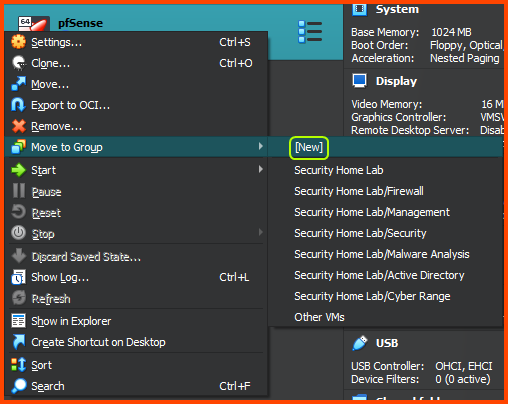 64
pfSense
Settings... Ctrl+S
Clone... Ctrl+O
Move...
Export to OCI...
Remove...
Move to Group
Start
Pause
Reset
Stop
Discard Saved State...
Show Log... Ctrl+L
Refresh
Show in Explorer
Create Shortcut on Desktop
Sort
Search Ctrl+F
[New]
Security Home Lab
Security Home Lab/Firewall
Security Home Lab/Management
Security Home Lab/Security
Security Home Lab/Malware Analysis
Security Home Lab/Active Directory
Security Home Lab/Cyber Range
Other VMs
System
Base Memory: 1024 MB
Boot Order: Floppy, Optical
Acceleration: Nested Paging
Display
Video Memory: 16 M
Graphics Controller: VMSV
Remote Desktop Server: Disab
USB
USB Controller: OHCI, EHCI
Device Filters: 0 (0 active)